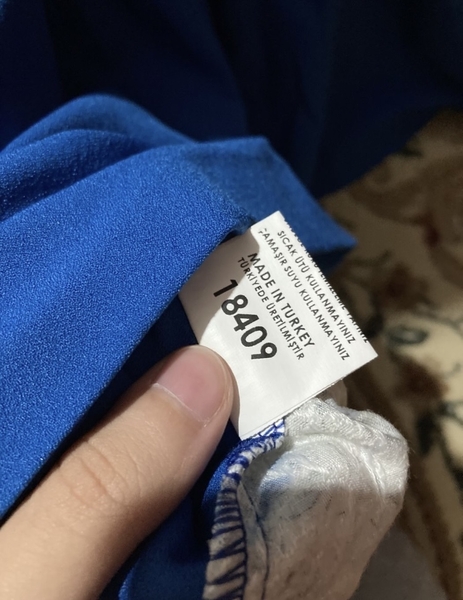 SICAK ÜTÜ KULLANMAYINIZ
ÇAMAŞIR SUYU KULLANMAYINIZ
MADE IN TURKEY
TÜRKİYEDE ÜRETİLMİŞTİR
18409